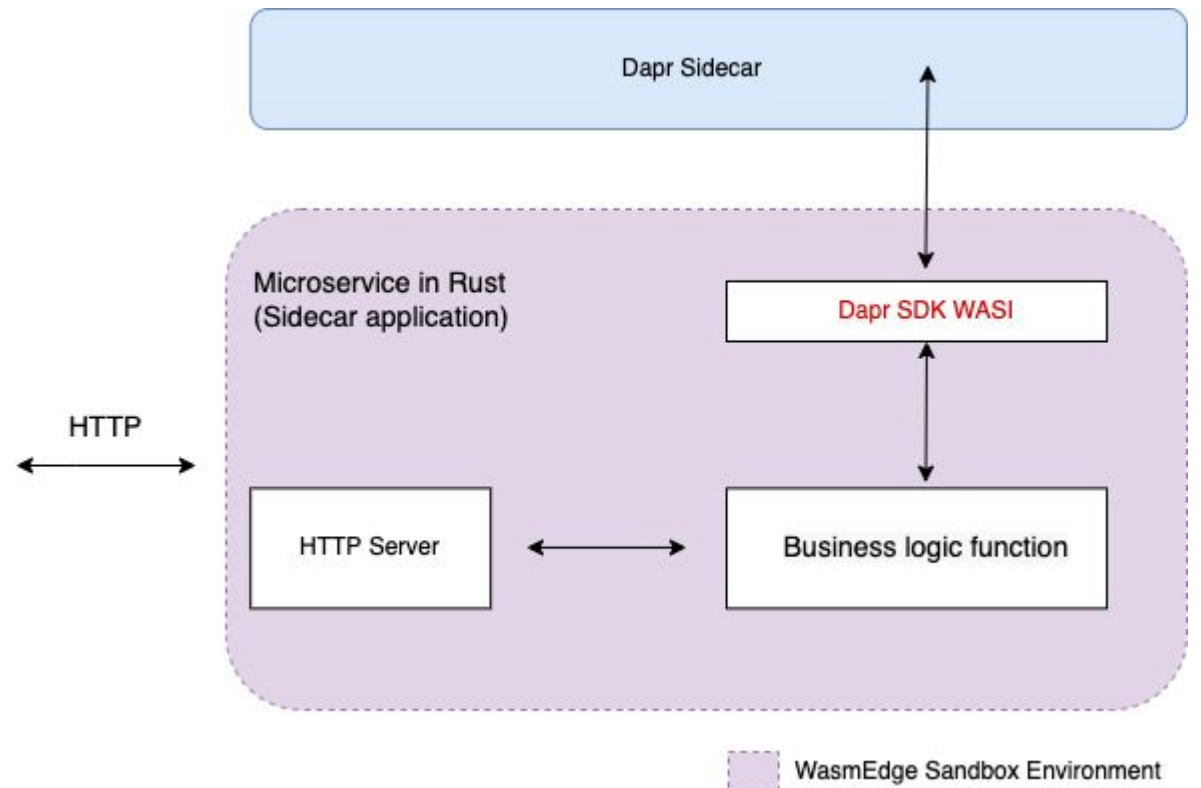 Dapr Sidecar
Microservice in Rust
(Sidecar application)
Dapr SDK WASI
HTTP
HTTP Server
Business logic function
WasmEdge Sandbox Environment